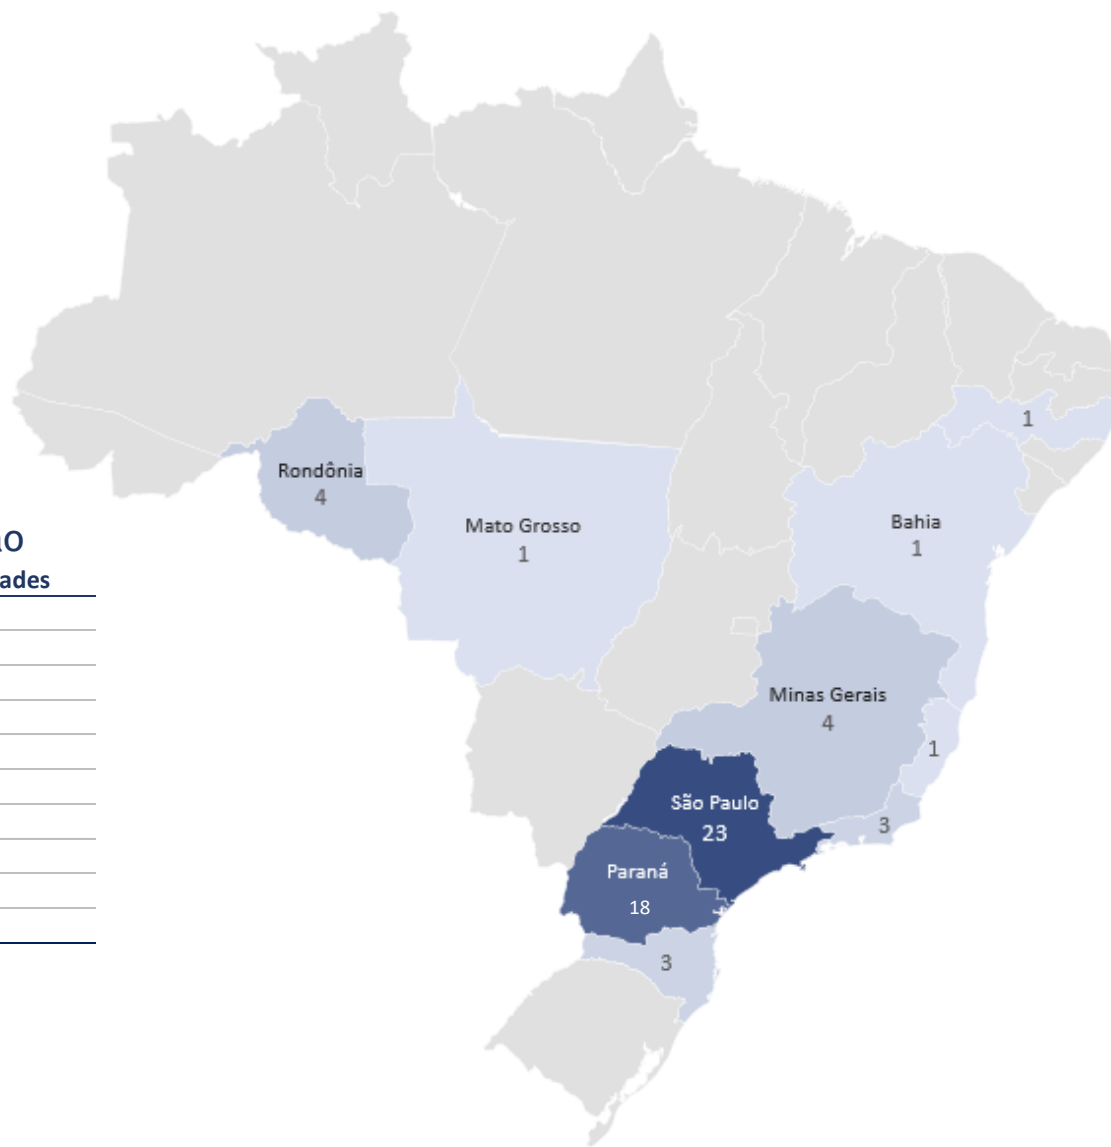 1
Rondônia
4
Mato Grosso
1
Bahia
1
ão
ades
Minas Gerais
4
1
São Paulo
23
3
Paraná
18
3